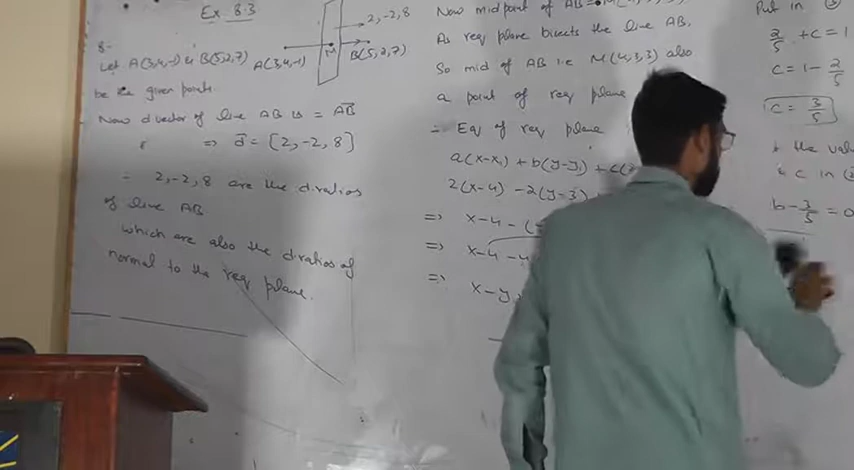 Ex 8.3
8-
Let A(3,4,-1) & B(5,2,7)
be the given points.
Now d.vector of line AB is = AB
⇒ d = [2,-2,8]
∴ 2,-2,8 are the d.ratios
of line AB
which are also the d.ratios of
normal to the req plane.
2,-2,8
A(3,4,-1)
M
B(5,2,7)
Now midpoint of AB =
As req plane bisects the line AB,
So mid of AB i.e M(4,3,3) also
a point of req plane
∴ Eq of req plane
a(x-x₁) + b(y-y₁) + c(
2(x-4) -2(y-3)
⇒ x-4 - (
⇒ x-4 -
⇒ x-y
Put in
2/5 + c = 1
c = 1 - 2/5
c = 3/5
the val
& c in
b - 3/5 = 0